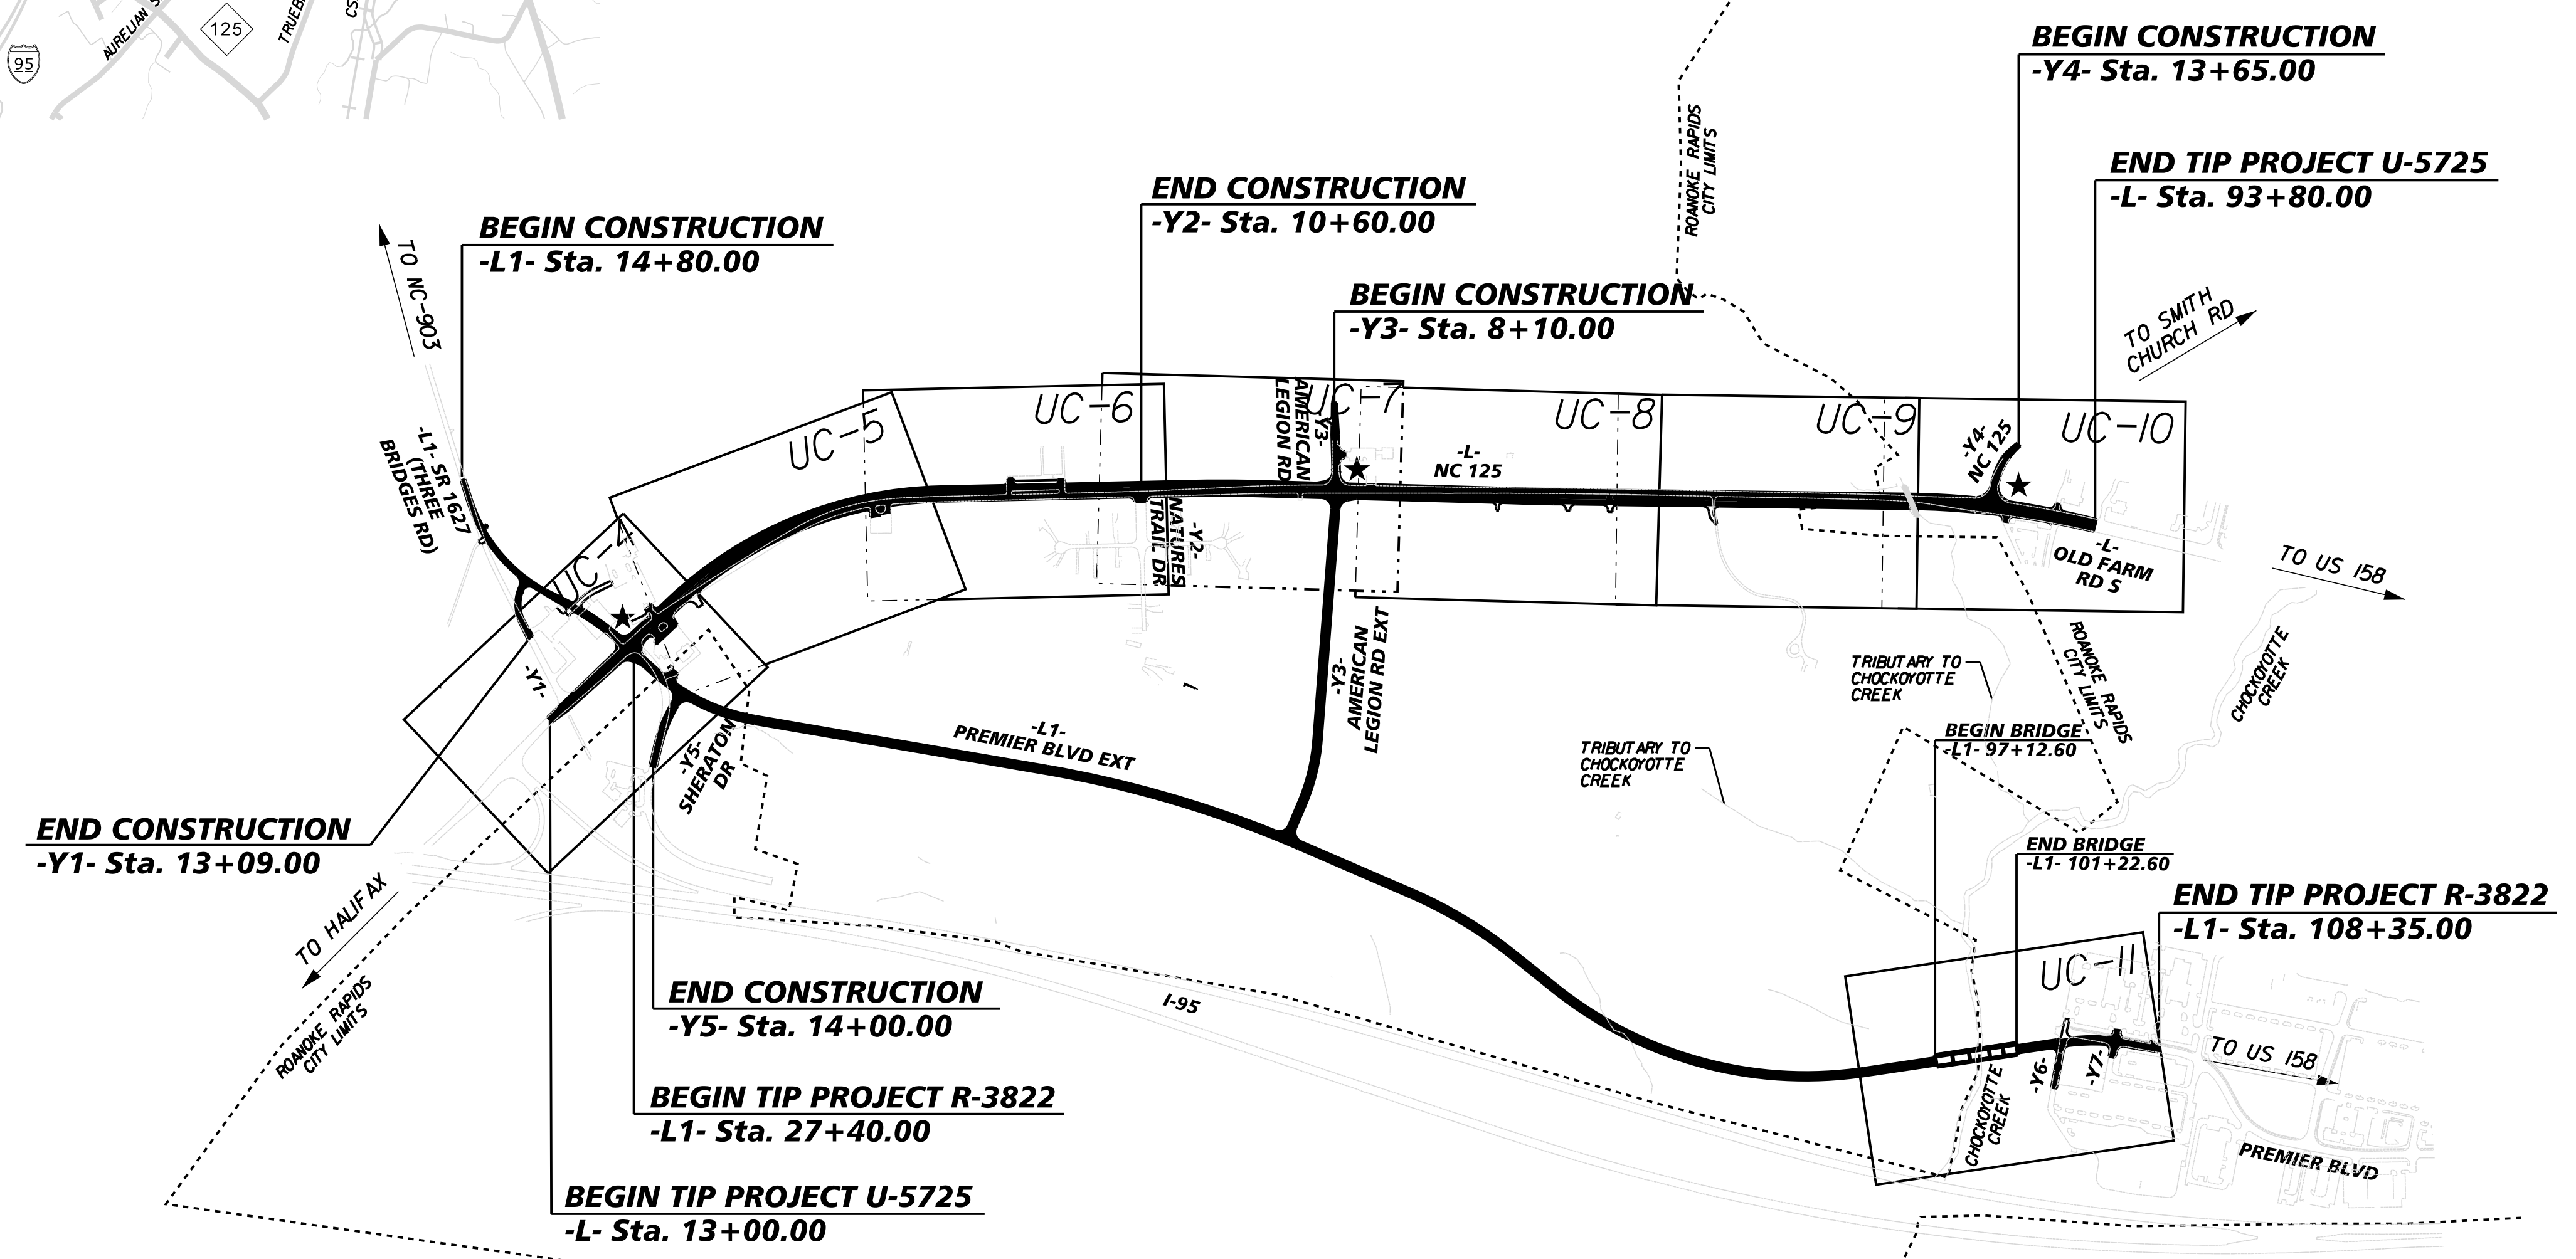 95
AURELIAN S
125
TRUEB
CS
BEGIN CONSTRUCTION
-Y4- Sta. 13+65.00
ROANOKE RAPIDS
CITY LIMITS
END TIP PROJECT U-5725
-L- Sta. 93+80.00
END CONSTRUCTION
-Y2- Sta. 10+60.00
BEGIN CONSTRUCTION
-L1- Sta. 14+80.00
TO NC-903
BEGIN CONSTRUCTION
-Y3- Sta. 8+10.00
TO SMITH
CHURCH RD
-L1- SR 1627
(THREE
BRIDGES RD)
UC-4
UC-5
UC-6
AMERICAN
LEGION RD
-Y3-
UC-7
-L-
NC 125
UC-8
UC-9
-Y4-
NC 125
UC-10
-Y2-
NATURES
TRAIL DR
-L-
OLD FARM
RD S
TO US 158
-Y1-
-Y3-
AMERICAN
LEGION RD EXT
TRIBUTARY TO
CHOCKOYOTTE
CREEK
ROANOKE RAPIDS
CITY LIMITS
CHOCKOYOTTE
CREEK
-Y5-
SHERATON
DR
-L1-
PREMIER BLVD EXT
TRIBUTARY TO
CHOCKOYOTTE
CREEK
BEGIN BRIDGE
-L1- 97+12.60
END CONSTRUCTION
-Y1- Sta. 13+09.00
END BRIDGE
-L1- 101+22.60
TO HALIFAX
END TIP PROJECT R-3822
-L1- Sta. 108+35.00
ROANOKE RAPIDS
CITY LIMITS
END CONSTRUCTION
-Y5- Sta. 14+00.00
I-95
UC-11
-Y6-
-Y7-
TO US 158
CHOCKOYOTTE
CREEK
BEGIN TIP PROJECT R-3822
-L1- Sta. 27+40.00
PREMIER BLVD
BEGIN TIP PROJECT U-5725
-L- Sta. 13+00.00